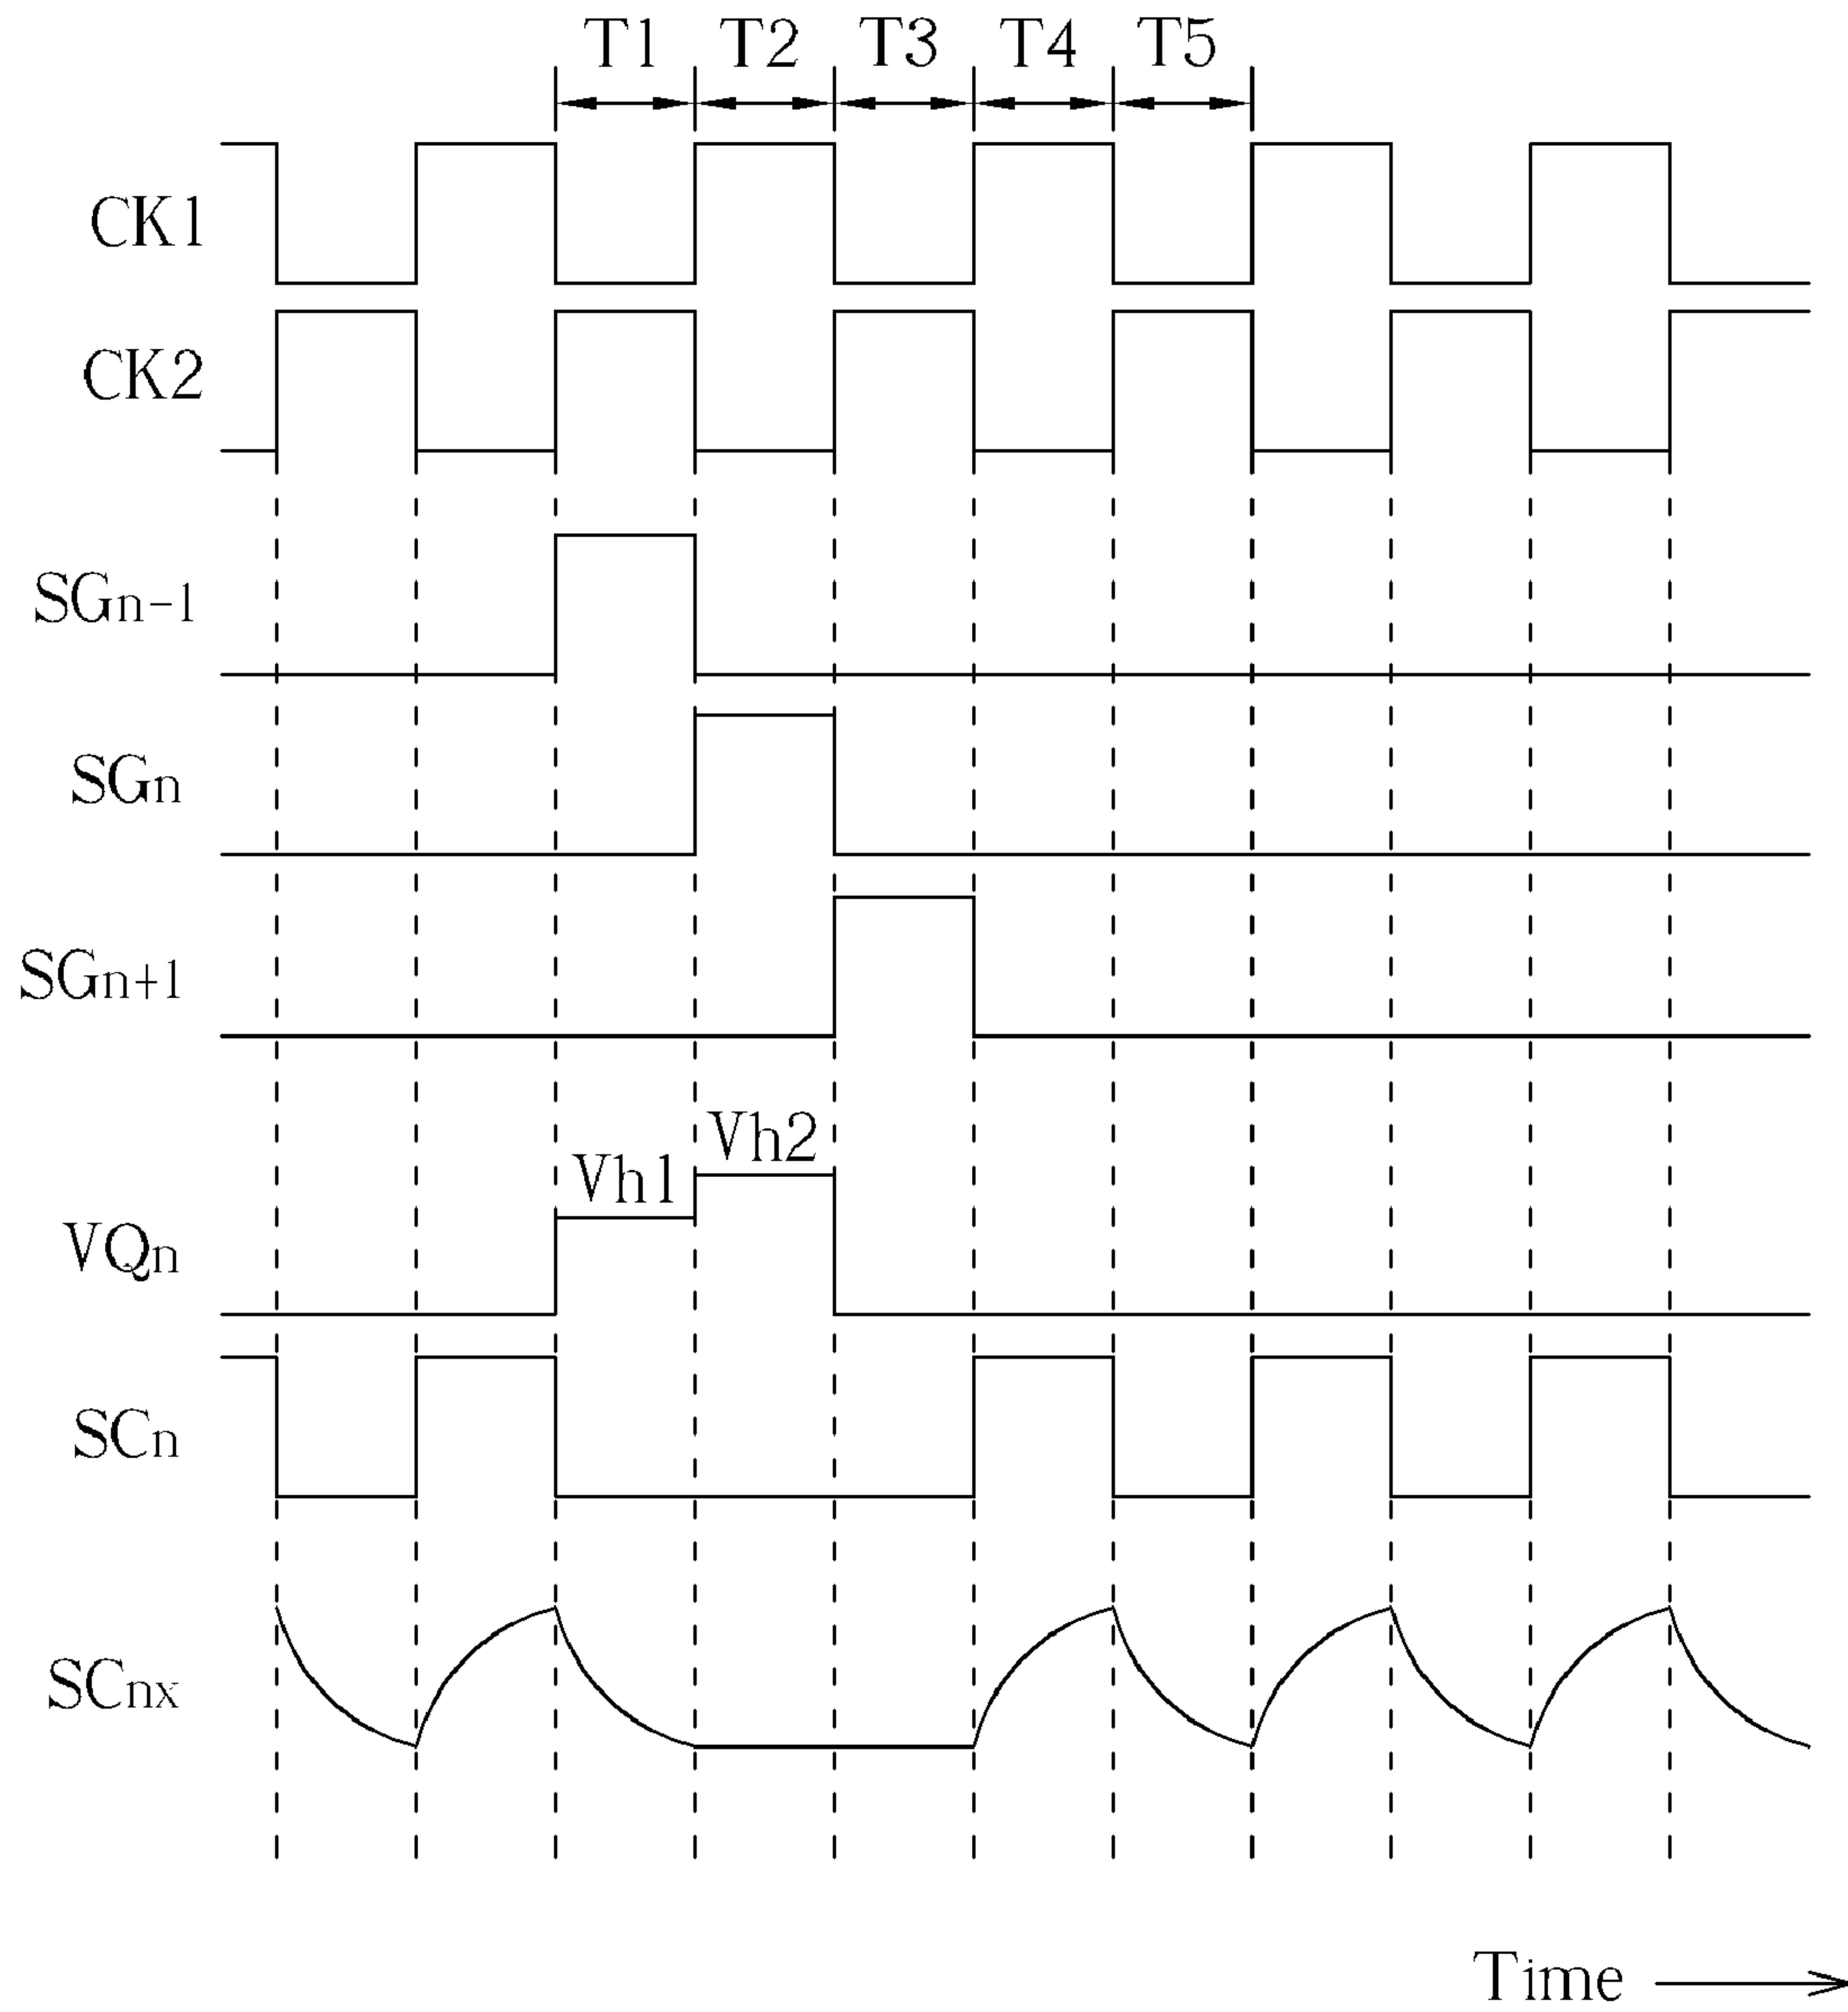 T1 T2 T3 T4 T5
CK1
CK2
SGn-1
SGn
SGn+1
Vh1 Vh2
VQn
SCn
SCnx
Time